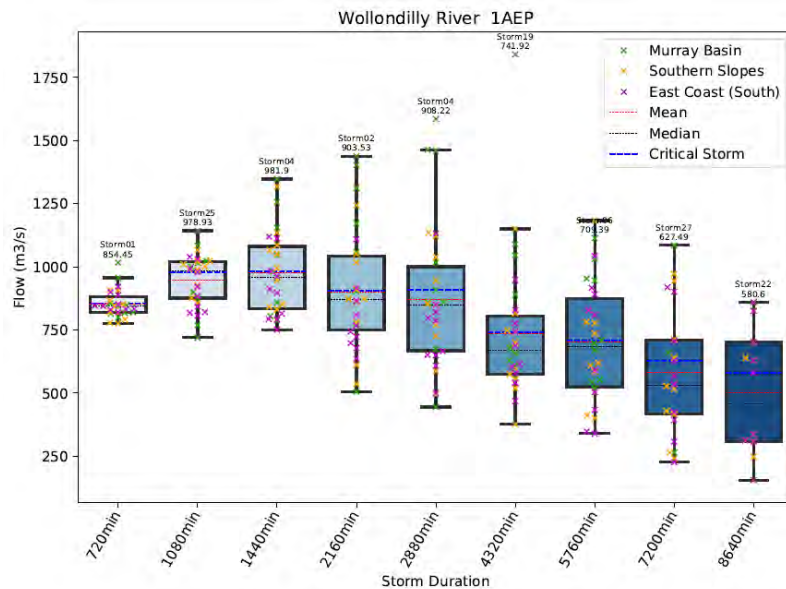 Wollondilly River 1AEP
Storm19
741.92
Murray Basin
Southern Slopes
East Coast (South)
Mean
Median
Critical Storm
Storm04
908.22
Storm02
903.53
Storm04
981.9
Storm25
978.93
Storm01
854.45
Storm06
709.39
Storm27
627.49
Storm22
580.6
Flow (m3/s)
1750
1500
1250
1000
750
500
250
720min
1080min
1440min
2160min
2880min
4320min
5760min
7200min
8640min
Storm Duration